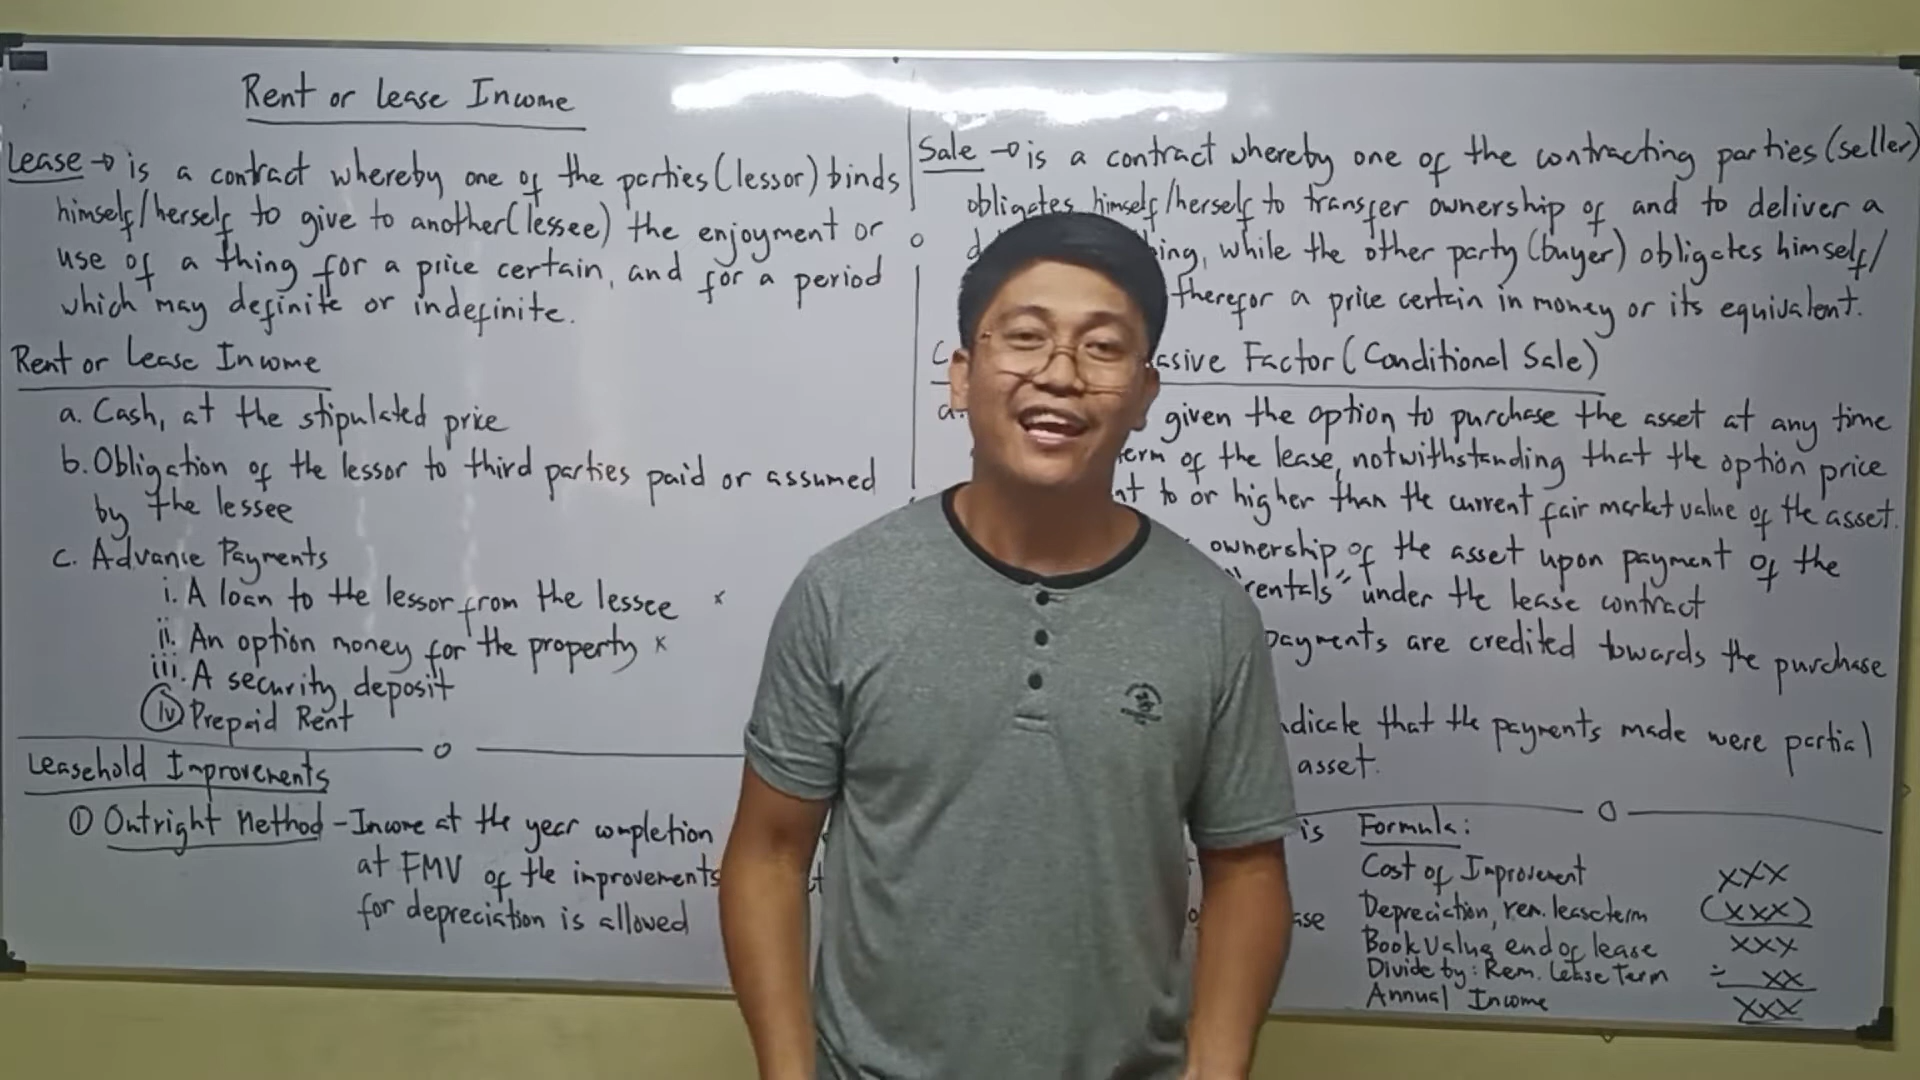 Rent or Lease Income
Lease → is a contract whereby one of the parties (lessor) binds
himself/herself to give to another (lessee) the enjoyment or
use of a thing for a price certain, and for a period
which may definite or indefinite.
Rent or Lease Income
a. Cash, at the stipulated price
b. Obligation of the lessor to third parties paid or assumed
by the lessee
c. Advance Payments
i. A loan to the lessor from the lessee x
ii. An option money for the property x
iii. A security deposit
iv Prepaid Rent
Leasehold Improvements
① Outright Method - Income at the year completion
at FMV of the improvements
for depreciation is allowed
Sale → is a contract whereby one of the contracting parties (seller)
obligates himself/herself to transfer ownership of and to deliver a
while the other party (buyer) obligates himself/
therefor a price certain in money or its equivalent.
Factor (Conditional Sale)
a. given the option to purchase the asset at any time
of the lease, notwithstanding that the option price
to or higher than the current fair market value of the asset.
ownership of the asset upon payment of the
"rentals" under the lease contract
payments are credited towards the purchase
that the payments made were partial
asset.
is
Formula:
Cost of Improvement xxx
Depreciation, rem. lease term (xxx)
Book Value, end of lease xxx
Divide by: Rem. Lease Term ÷ xx
Annual Income xxx